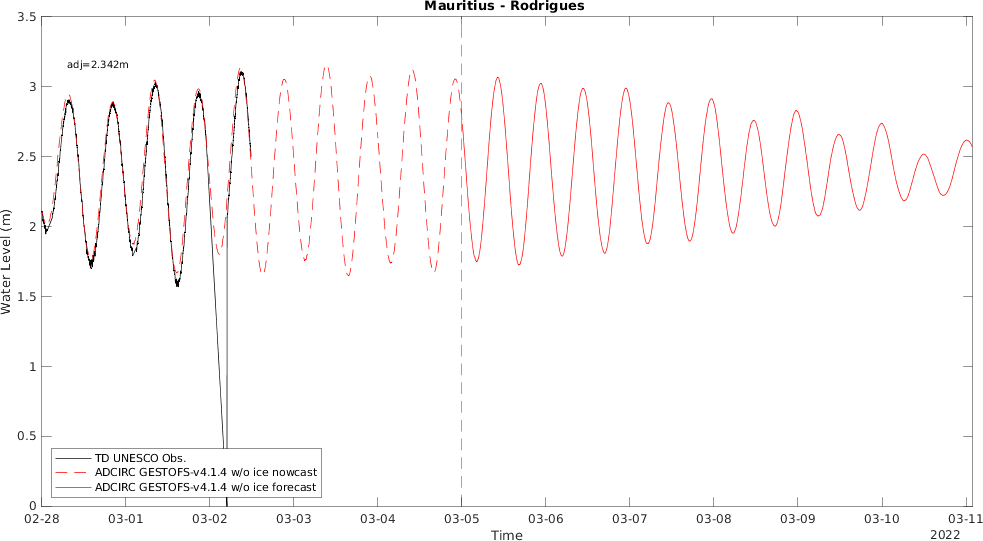 Mauritius - Rodrigues
3.5
3
2.5
2
1.5
1
0.5
0
Water Level (m)
adj=2.342m
TD UNESCO Obs.
ADCIRC GESTOFS-v4.1.4 w/o ice nowcast
ADCIRC GESTOFS-v4.1.4 w/o ice forecast
02-28 03-01 03-02 03-03 03-04 03-05 03-06 03-07 03-08 03-09 03-10 03-11
Time
2022